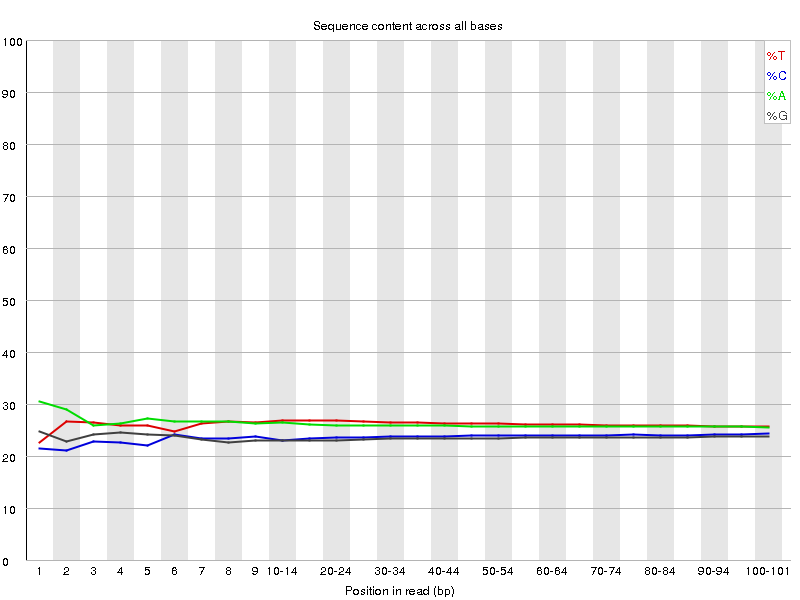 Sequence content across all bases
%T
%C
%A
%G
100
90
80
70
60
50
40
30
20
10
0
1 2 3 4 5 6 7 8 9 10-14 20-24 30-34 40-44 50-54 60-64 70-74 80-84 90-94 100-101
Position in read (bp)